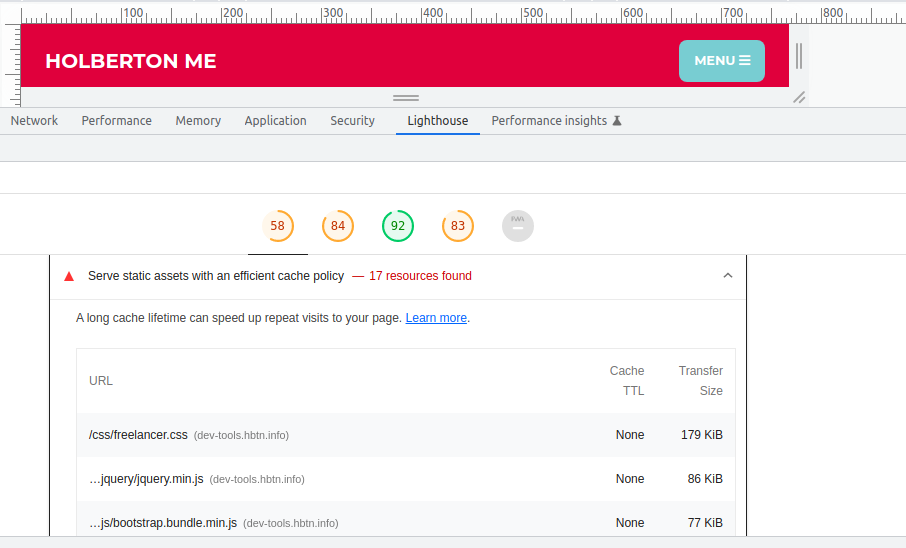 100 200 300 400 500 600 700 800
HOLBERTON ME
MENU ☰
Network Performance Memory Application Security Lighthouse Performance insights
58 84 92 83 PWA
Serve static assets with an efficient cache policy — 17 resources found
A long cache lifetime can speed up repeat visits to your page. Learn more.
URL Cache TTL Transfer Size
/css/freelancer.css (dev-tools.hbtn.info) None 179 KiB
…jquery/jquery.min.js (dev-tools.hbtn.info) None 86 KiB
…js/bootstrap.bundle.min.js (dev-tools.hbtn.info) None 77 KiB